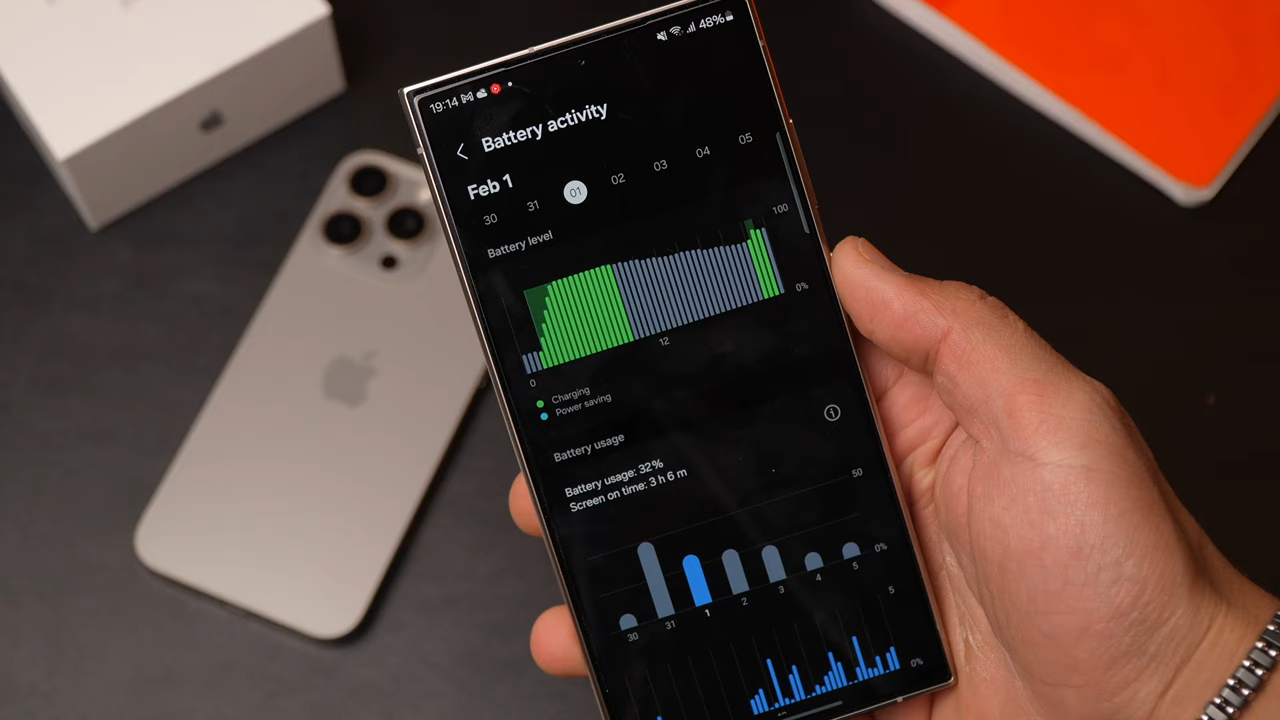 19:14
48%
Battery activity
Feb 1
30 31 01 02 03 04 05
Battery level
100
0%
0 12
Charging
Power saving
Battery usage
Battery usage: 32%
Screen on time: 3 h 6 m
50
0%
30 31 1 2 3 4 5
5
0%